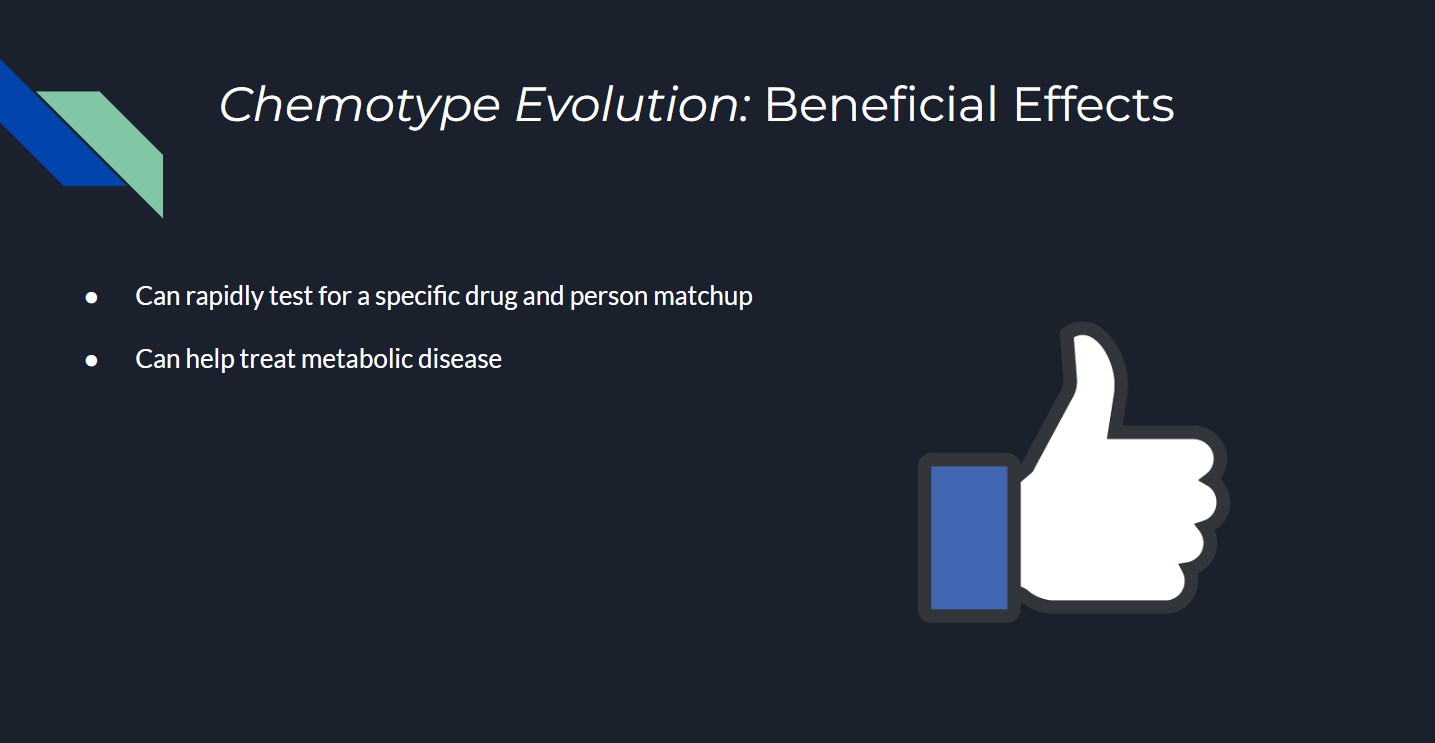 Chemotype Evolution: Beneficial Effects
● Can rapidly test for a specific drug and person matchup
● Can help treat metabolic disease